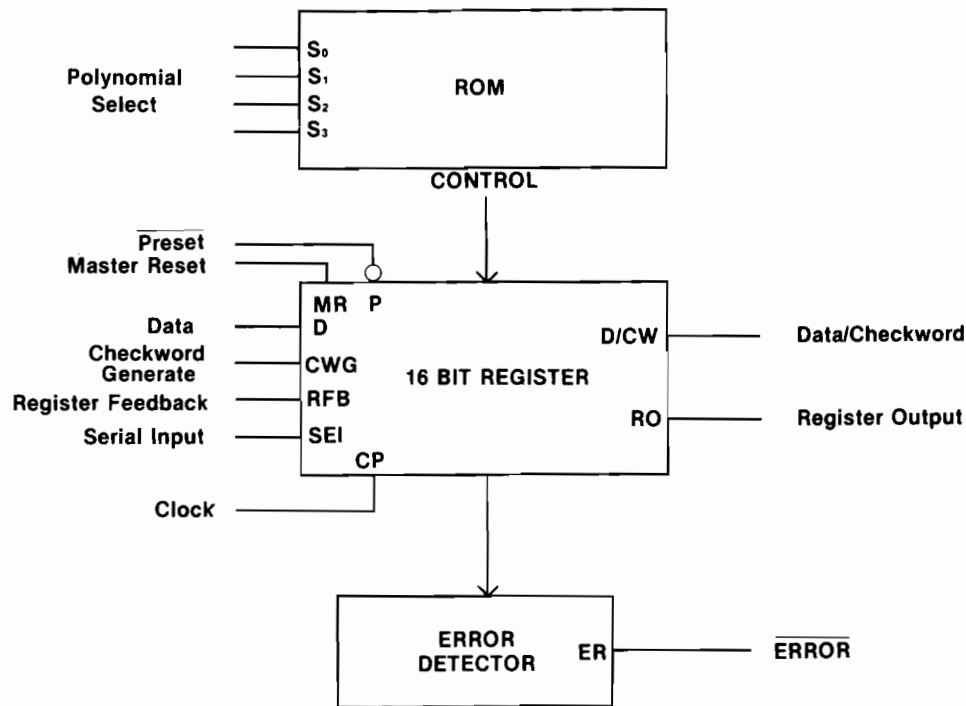 Polynomial
Select
S₀
S₁
S₂
S₃
ROM
CONTROL
Preset
Master Reset
MR P
Data
D
Checkword
Generate
CWG
Register Feedback
RFB
Serial Input
SEI
CP
Clock
16 BIT REGISTER
D/CW
Data/Checkword
RO
Register Output
ERROR
DETECTOR
ER
ERROR